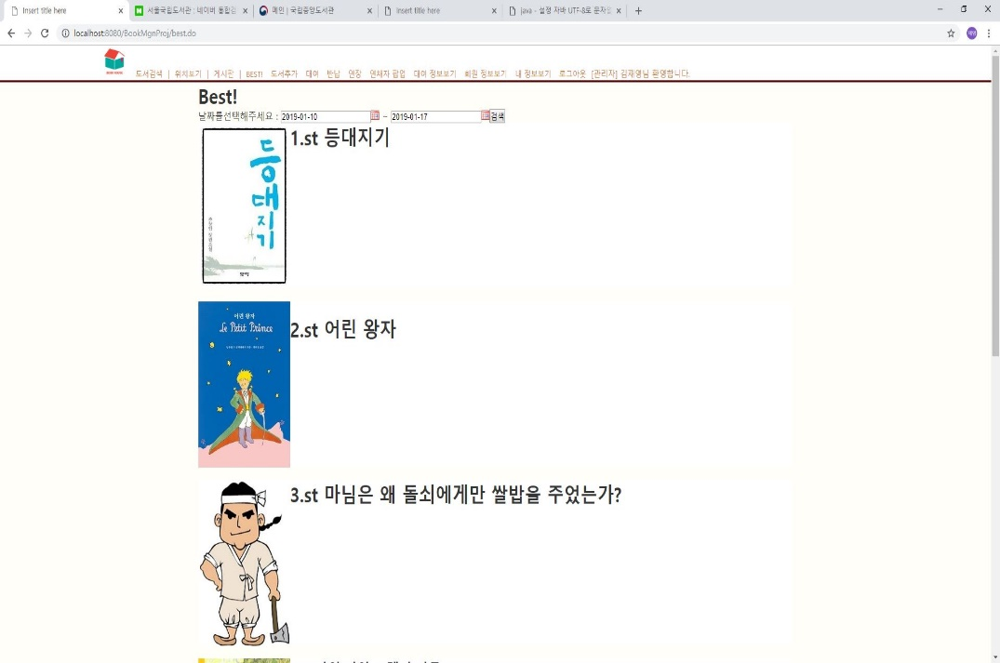 Insert title here
서울국립도서관 : 네이버 통합검
메인 | 국립중앙도서관
Insert title here
java - 설정 자바 UTF-8로 문자열
localhost:8080/BookMgnProj/best.do
도서검색 | 위치보기 | 게시판 | BEST! 도서추가 대여 반납 연장 연체자 팝업 대여 정보보기 회원 정보보기 내 정보보기 로그아웃 [관리자] 김재영님 환영합니다.
Best!
날짜를선택해주세요 : 2019-01-10 ~ 2019-01-17 검색
1.st 등대지기
등대지기
2.st 어린 왕자
어린 왕자
Le Petit Prince
3.st 마님은 왜 돌쇠에게만 쌀밥을 주었는가?